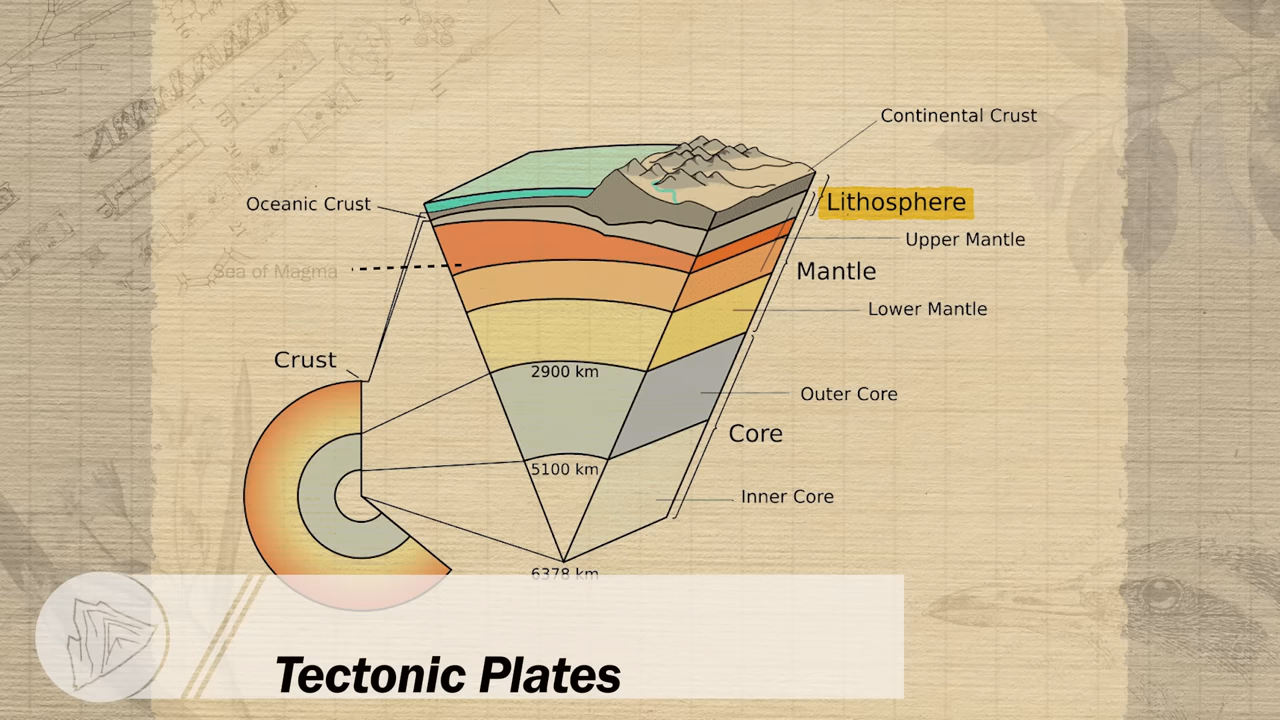 Continental Crust
Oceanic Crust
Lithosphere
Upper Mantle
Sea of Magma
Mantle
Lower Mantle
Crust
2900 km
Outer Core
Core
5100 km
Inner Core
6378 km
Tectonic Plates